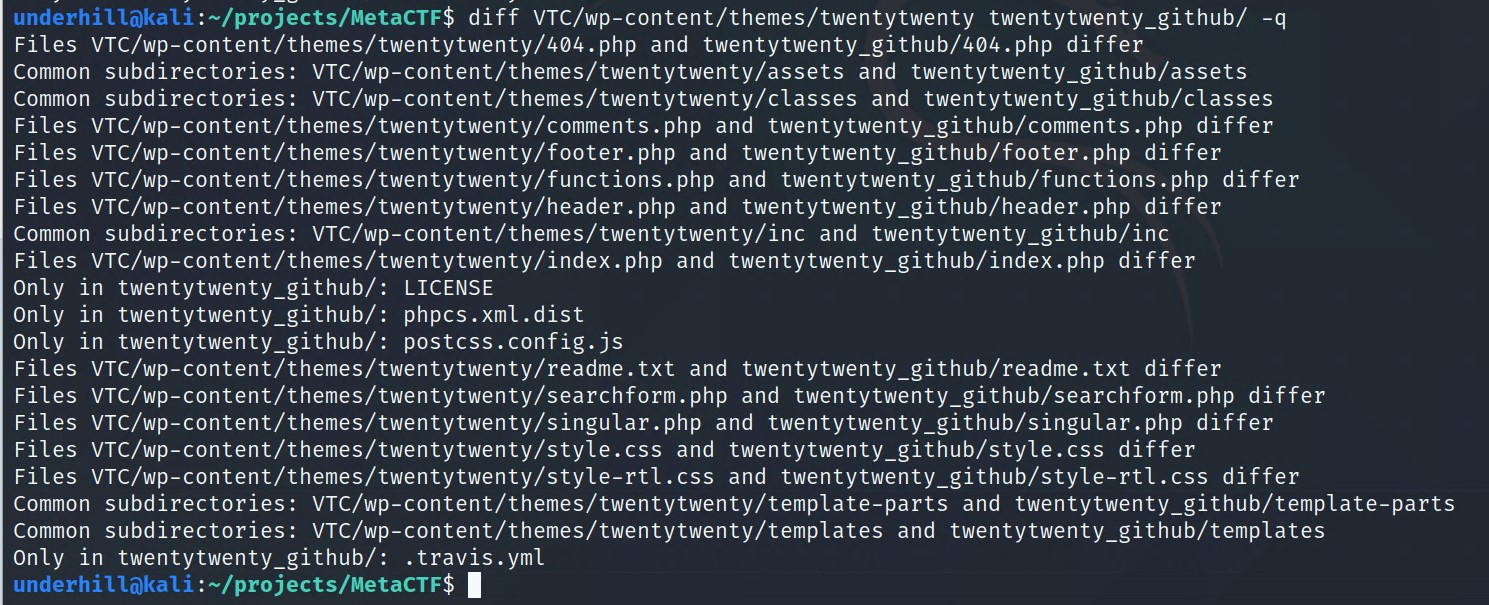 underhill@kali:~/projects/MetaCTF$ diff VTC/wp-content/themes/twentytwenty twentytwenty_github/ -q
Files VTC/wp-content/themes/twentytwenty/404.php and twentytwenty_github/404.php differ
Common subdirectories: VTC/wp-content/themes/twentytwenty/assets and twentytwenty_github/assets
Common subdirectories: VTC/wp-content/themes/twentytwenty/classes and twentytwenty_github/classes
Files VTC/wp-content/themes/twentytwenty/comments.php and twentytwenty_github/comments.php differ
Files VTC/wp-content/themes/twentytwenty/footer.php and twentytwenty_github/footer.php differ
Files VTC/wp-content/themes/twentytwenty/functions.php and twentytwenty_github/functions.php differ
Files VTC/wp-content/themes/twentytwenty/header.php and twentytwenty_github/header.php differ
Common subdirectories: VTC/wp-content/themes/twentytwenty/inc and twentytwenty_github/inc
Files VTC/wp-content/themes/twentytwenty/index.php and twentytwenty_github/index.php differ
Only in twentytwenty_github/: LICENSE
Only in twentytwenty_github/: phpcs.xml.dist
Only in twentytwenty_github/: postcss.config.js
Files VTC/wp-content/themes/twentytwenty/readme.txt and twentytwenty_github/readme.txt differ
Files VTC/wp-content/themes/twentytwenty/searchform.php and twentytwenty_github/searchform.php differ
Files VTC/wp-content/themes/twentytwenty/singular.php and twentytwenty_github/singular.php differ
Files VTC/wp-content/themes/twentytwenty/style.css and twentytwenty_github/style.css differ
Files VTC/wp-content/themes/twentytwenty/style-rtl.css and twentytwenty_github/style-rtl.css differ
Common subdirectories: VTC/wp-content/themes/twentytwenty/template-parts and twentytwenty_github/template-parts
Common subdirectories: VTC/wp-content/themes/twentytwenty/templates and twentytwenty_github/templates
Only in twentytwenty_github/: .travis.yml
underhill@kali:~/projects/MetaCTF$